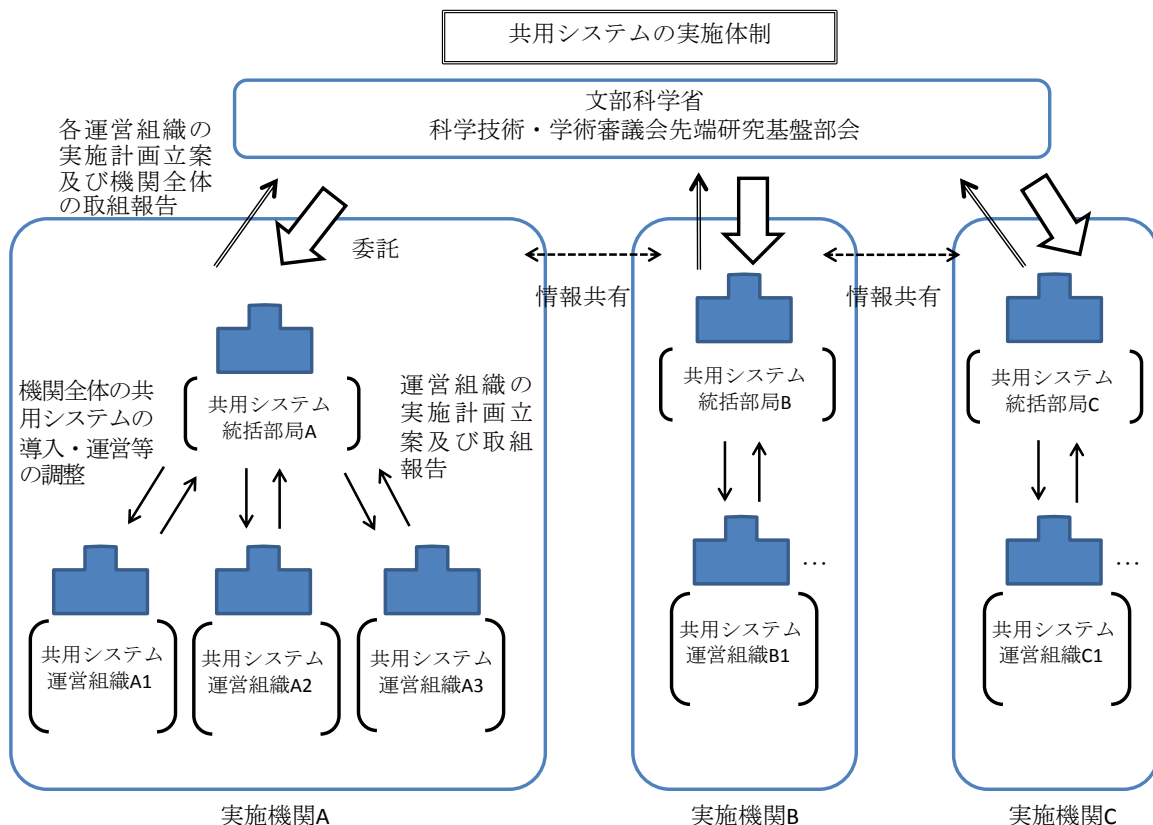 共用システムの実施体制
文部科学省
科学技術・学術審議会先端研究基盤部会
各運営組織の
実施計画立案
及び機関全体
の取組報告
委託
情報共有
情報共有
機関全体の共
用システムの
導入・運営等
の調整
共用システム
統括部局A
運営組織の
実施計画立
案及び取組
報告
共用システム
統括部局B
共用システム
統括部局C
共用システム
運営組織A1
共用システム
運営組織A2
共用システム
運営組織A3
…
共用システム
運営組織B1
…
共用システム
運営組織C1
実施機関A
実施機関B
実施機関C